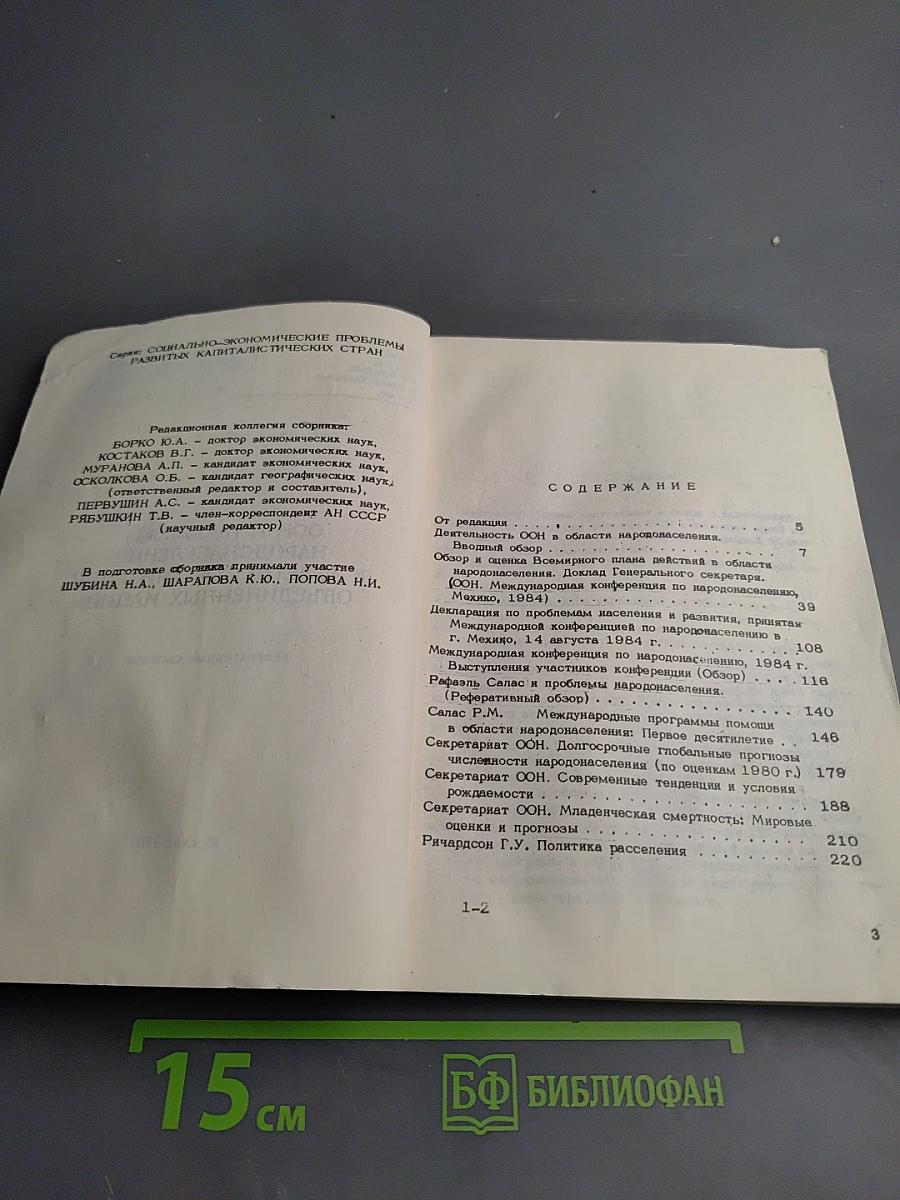 Серия: СОЦИАЛЬНО-ЭКОНОМИЧЕСКИЕ ПРОБЛЕМЫ
РАЗВИТЫХ КАПИТАЛИСТИЧЕСКИХ СТРАН
Редакционная коллегия сборника:
БОРКО Ю.А. - доктор экономических наук,
КОСТАКОВ В.Г. - доктор экономических наук,
МУРАНОВА А.П. - кандидат экономических наук,
ОСКОЛКОВА О.Б. - кандидат географических наук,
(ответственный редактор и составитель),
ПЕРВУШИН А.С. - кандидат экономических наук,
РЯБУШКИН Т.В. - член-корреспондент АН СССР
(научный редактор)
В подготовке сборника принимали участие
ШУБИНА Н.А., ШАРАПОВА К.Ю., ПОПОВА Н.И.
СОДЕРЖАНИЕ
От редакции . . . . . . . . . . . . . . . . . . . 5
Деятельность ООН в области народонаселения.
Вводный обзор . . . . . . . . . . . . . . . . . . 7
Обзор и оценка Всемирного плана действий в области
народонаселения. Доклад Генерального секретаря.
(ООН. Международная конференция по народонаселению,
Мехико, 1984) . . . . . . . . . . . . . . . . . 39
Декларация по проблемам населения и развития, принятая
Международной конференцией по народонаселению в
г. Мехико, 14 августа 1984 г. . . . . . . . . . . 108
Международная конференция по народонаселению, 1984 г.
Выступления участников конференции (Обзор) . . . . 116
Рафаэль Салас и проблемы народонаселения.
(Реферативный обзор) . . . . . . . . . . . . . . . 140
Салас Р.М. Международные программы помощи
в области народонаселения: Первое десятилетие . . 146
Секретариат ООН. Долгосрочные глобальные прогнозы
численности народонаселения (по оценкам 1980 г.) 179
Секретариат ООН. Современные тенденции и условия
рождаемости . . . . . . . . . . . . . . . . . . . 188
Секретариат ООН. Младенческая смертность: Мировые
оценки и прогнозы . . . . . . . . . . . . . . . . 210
Ричардсон Г.У. Политика расселения . . . . . . . . . 220
1-2
3
15 см
БФ БИБЛИОФАН